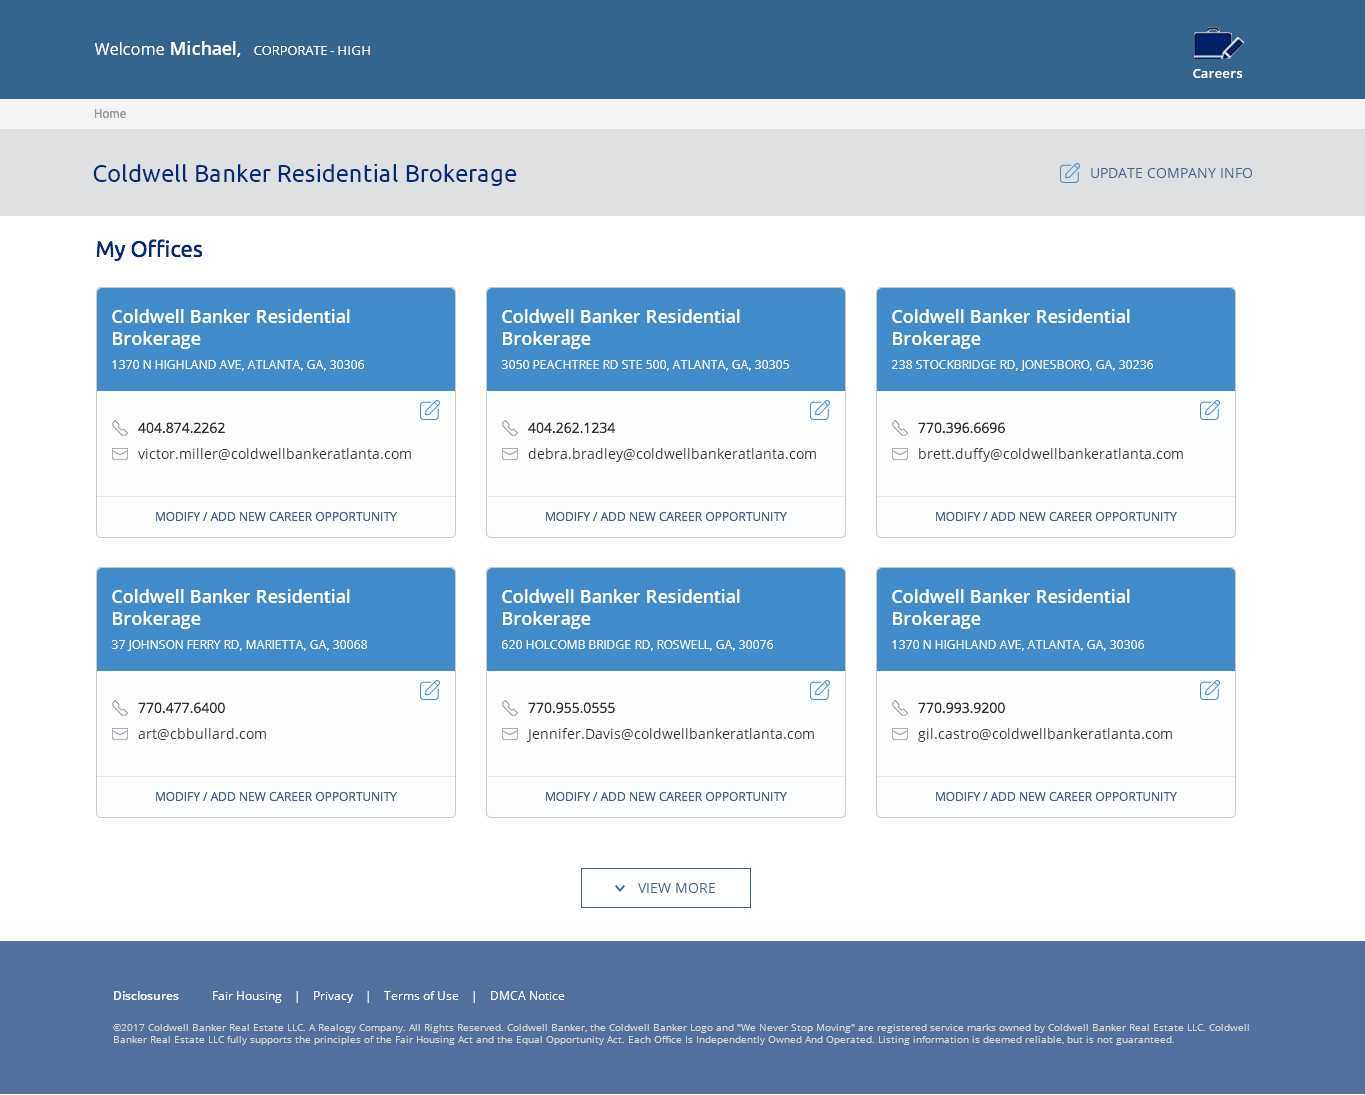 Welcome Michael, CORPORATE - HIGH
Careers
Home
Coldwell Banker Residential Brokerage
UPDATE COMPANY INFO
My Offices
Coldwell Banker Residential
Brokerage
1370 N HIGHLAND AVE, ATLANTA, GA, 30306
404.874.2262
victor.miller@coldwellbankeratlanta.com
MODIFY / ADD NEW CAREER OPPORTUNITY
Coldwell Banker Residential
Brokerage
3050 PEACHTREE RD STE 500, ATLANTA, GA, 30305
404.262.1234
debra.bradley@coldwellbankeratlanta.com
MODIFY / ADD NEW CAREER OPPORTUNITY
Coldwell Banker Residential
Brokerage
238 STOCKBRIDGE RD, JONESBORO, GA, 30236
770.396.6696
brett.duffy@coldwellbankeratlanta.com
MODIFY / ADD NEW CAREER OPPORTUNITY
Coldwell Banker Residential
Brokerage
37 JOHNSON FERRY RD, MARIETTA, GA, 30068
770.477.6400
art@cbbullard.com
MODIFY / ADD NEW CAREER OPPORTUNITY
Coldwell Banker Residential
Brokerage
620 HOLCOMB BRIDGE RD, ROSWELL, GA, 30076
770.955.0555
Jennifer.Davis@coldwellbankeratlanta.com
MODIFY / ADD NEW CAREER OPPORTUNITY
Coldwell Banker Residential
Brokerage
1370 N HIGHLAND AVE, ATLANTA, GA, 30306
770.993.9200
gil.castro@coldwellbankeratlanta.com
MODIFY / ADD NEW CAREER OPPORTUNITY
VIEW MORE
Disclosures Fair Housing | Privacy | Terms of Use | DMCA Notice
©2017 Coldwell Banker Real Estate LLC. A Realogy Company. All Rights Reserved. Coldwell Banker, the Coldwell Banker Logo and "We Never Stop Moving" are registered service marks owned by Coldwell Banker Real Estate LLC. Coldwell
Banker Real Estate LLC fully supports the principles of the Fair Housing Act and the Equal Opportunity Act. Each Office Is Independently Owned And Operated. Listing information is deemed reliable, but is not guaranteed.